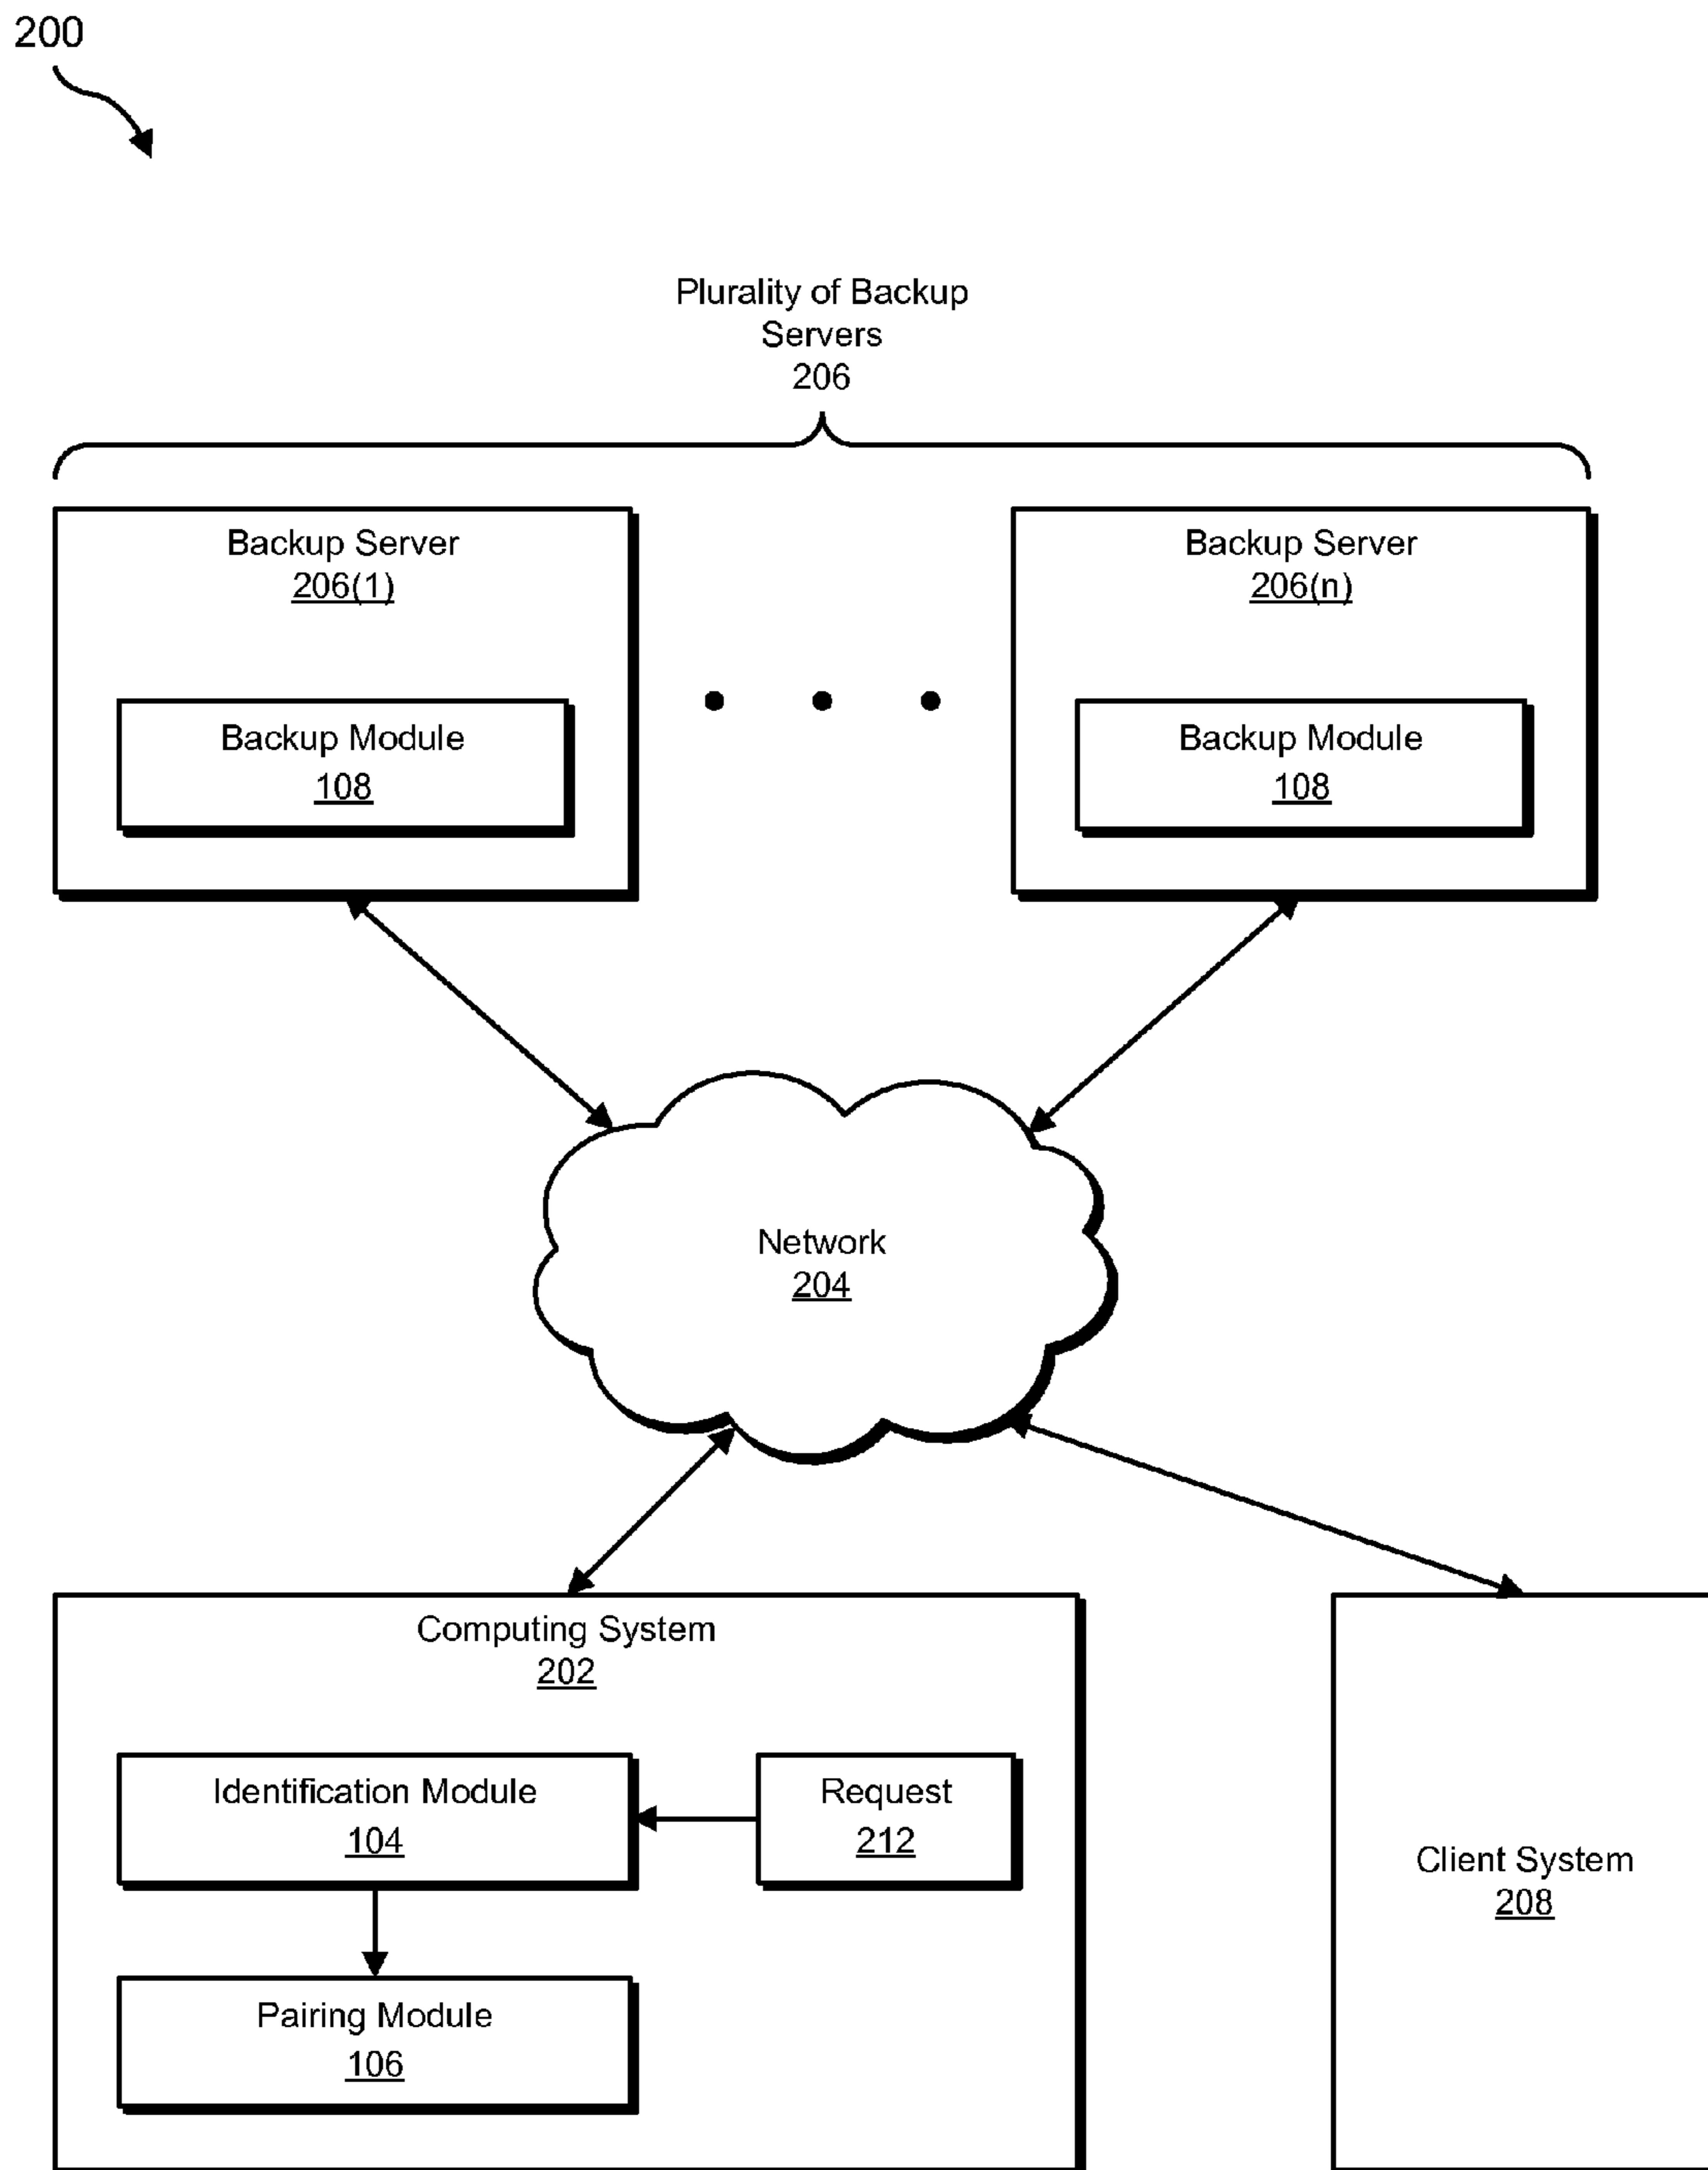 200
Plurality of Backup
Servers
206
Backup Server
206(1)
Backup Module
108
Backup Server
206(n)
Backup Module
108
Network
204
Computing System
202
Identification Module
104
Request
212
Pairing Module
106
Client System
208